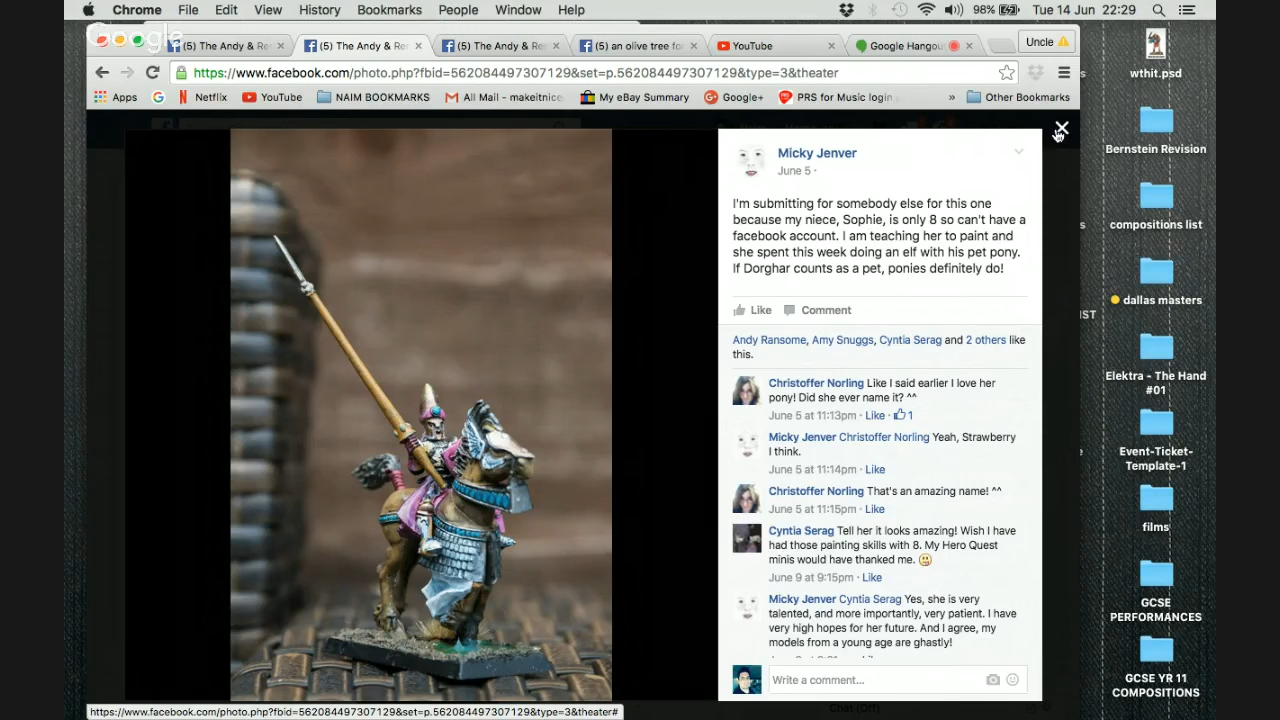 Chrome File Edit View History Bookmarks People Window Help 98% Tue 14 Jun 22:29
Google
(5) The Andy & Re (5) The Andy & Re (5) The Andy & Re (5) an olive tree fo YouTube Google Hangou Uncle
https://www.facebook.com/photo.php?fbid=562084497307129&set=p.562084497307129&type=3&theater
Apps Netflix YouTube NAIM BOOKMARKS All Mail - makeitnice My eBay Summary Google+ PRS for Music login » Other Bookmarks
Micky Jenver
June 5 ·
I'm submitting for somebody else for this one
because my niece, Sophie, is only 8 so can't have a
facebook account. I am teaching her to paint and
she spent this week doing an elf with his pet pony.
If Dorghar counts as a pet, ponies definitely do!
Like Comment
Andy Ransome, Amy Snuggs, Cyntia Serag and 2 others like
this.
Christoffer Norling Like I said earlier I love her
pony! Did she ever name it? ^^
June 5 at 11:13pm · Like · 1
Micky Jenver Christoffer Norling Yeah, Strawberry
I think.
June 5 at 11:14pm · Like
Christoffer Norling That's an amazing name! ^^
June 5 at 11:15pm · Like
Cyntia Serag Tell her it looks amazing! Wish I have
had those painting skills with 8. My Hero Quest
minis would have thanked me.
June 9 at 9:15pm · Like
Micky Jenver Cyntia Serag Yes, she is very
talented, and more importantly, very patient. I have
very high hopes for her future. And I agree, my
models from a young age are ghastly!
Write a comment...
Chat (Off)
https://www.facebook.com/photo.php?fbid=562084497307129&set=p.562084497307129&type=3&theater#
wthit.psd
Bernstein Revision
compositions list
dallas masters
Elektra - The Hand
#01
Event-Ticket-
Template-1
films
GCSE
PERFORMANCES
GCSE YR 11
COMPOSITIONS